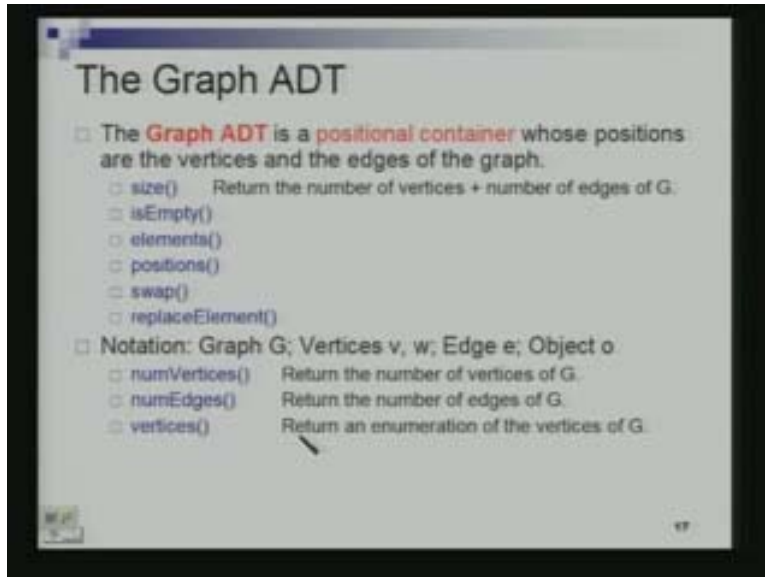 The Graph ADT
The Graph ADT is a positional container whose positions
are the vertices and the edges of the graph.
size() Return the number of vertices + number of edges of G.
isEmpty()
elements()
positions()
swap()
replaceElement()
Notation: Graph G; Vertices v, w; Edge e; Object o
numVertices() Return the number of vertices of G.
numEdges() Return the number of edges of G.
vertices() Return an enumeration of the vertices of G.
17